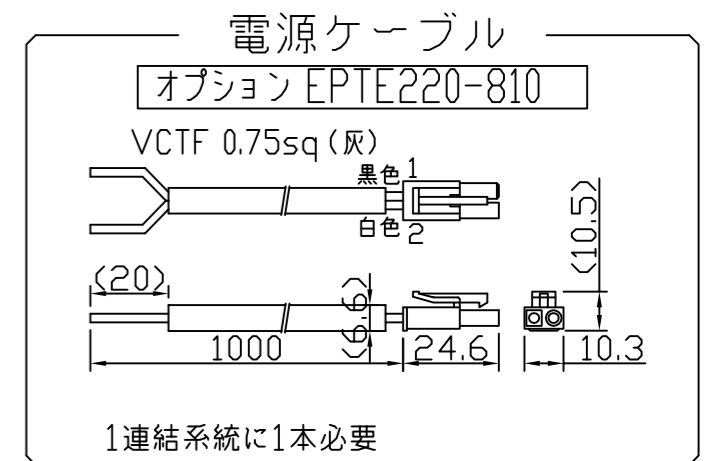 電源ケーブル
オプション EPTE220-810
VCTF 0.75sq(灰)
黒色 1
白色 2
(20)
(6.6)
(10.5)
1000
24.6
10.3
1連結系統に1本必要